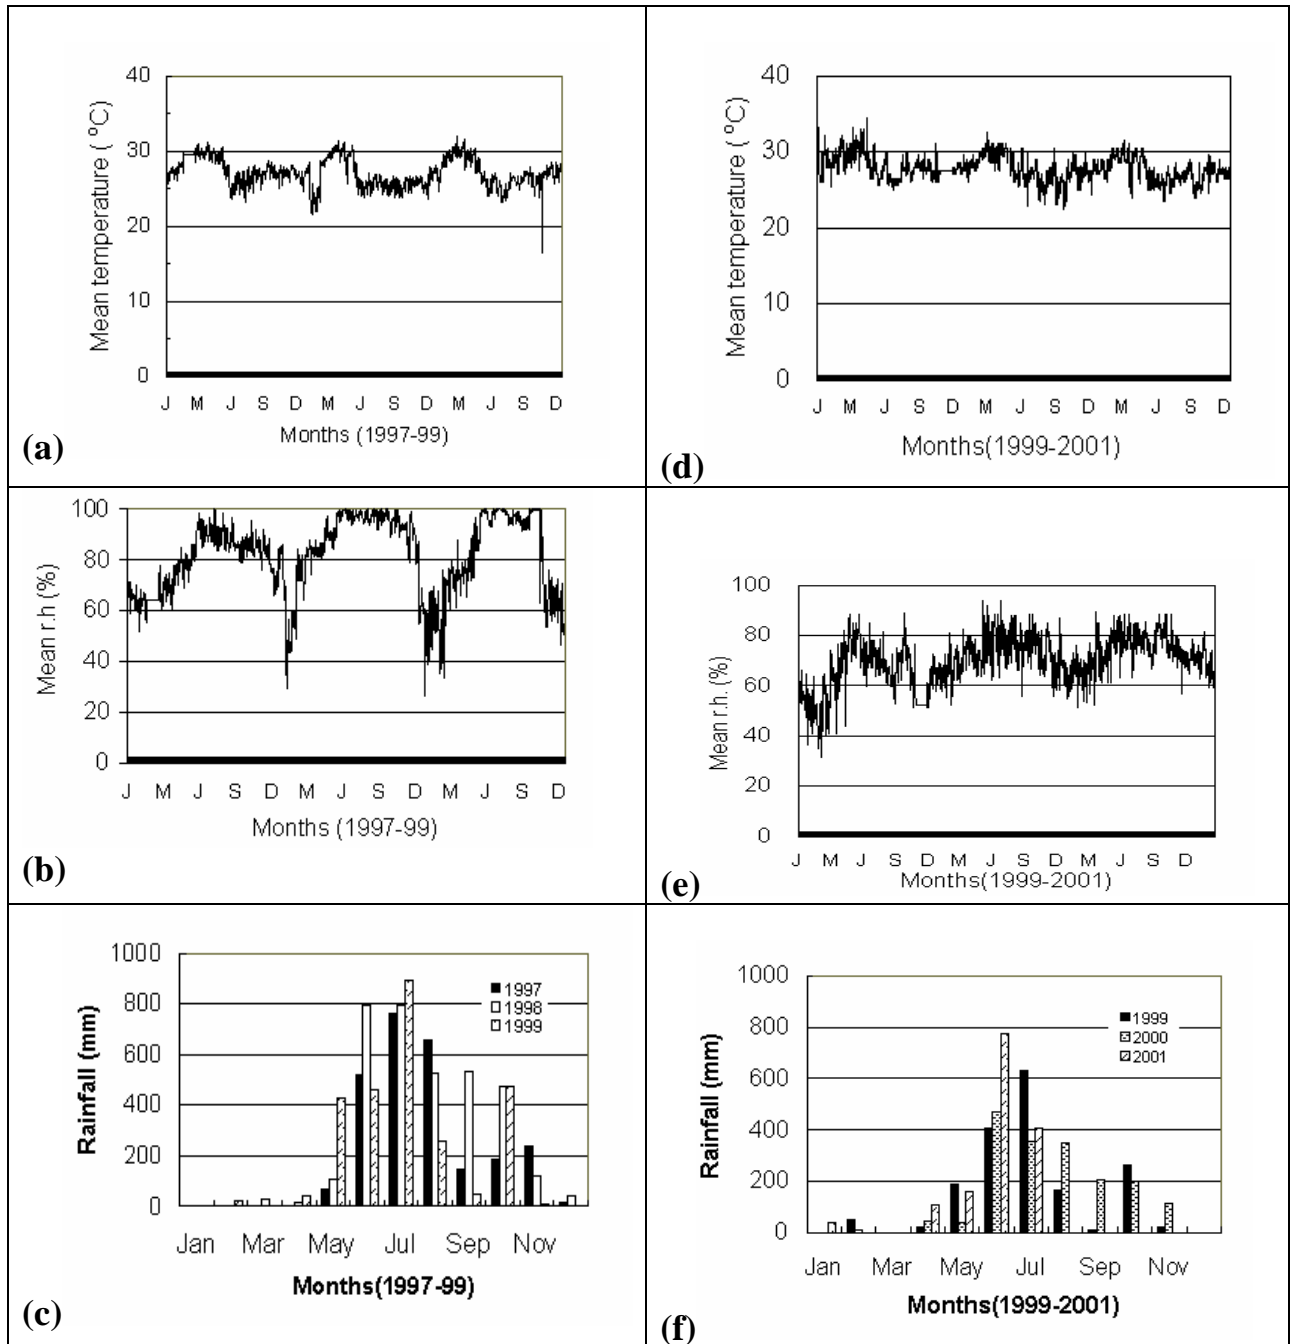 40
30
20
10
0
Mean temperature ( °C)
J M J S D M J S D M J S D
Months (1997-99)
(a)
40
30
20
10
0
Mean temperature ( °C)
J M J S D M J S D M J S D
Months(1999-2001)
(d)
100
80
60
40
20
0
Mean r.h (%)
J M J S D M J S D M J S D
Months (1997-99)
(b)
100
80
60
40
20
0
Mean r.h. (%)
J M J S D M J S D M J S D
Months(1999-2001)
(e)
1000
800
600
400
200
0
Rainfall (mm)
1997
1998
1999
Jan Mar May Jul Sep Nov
Months(1997-99)
(c)
1000
800
600
400
200
0
Rainfall (mm)
1999
2000
2001
Jan Mar May Jul Sep Nov
Months(1999-2001)
(f)